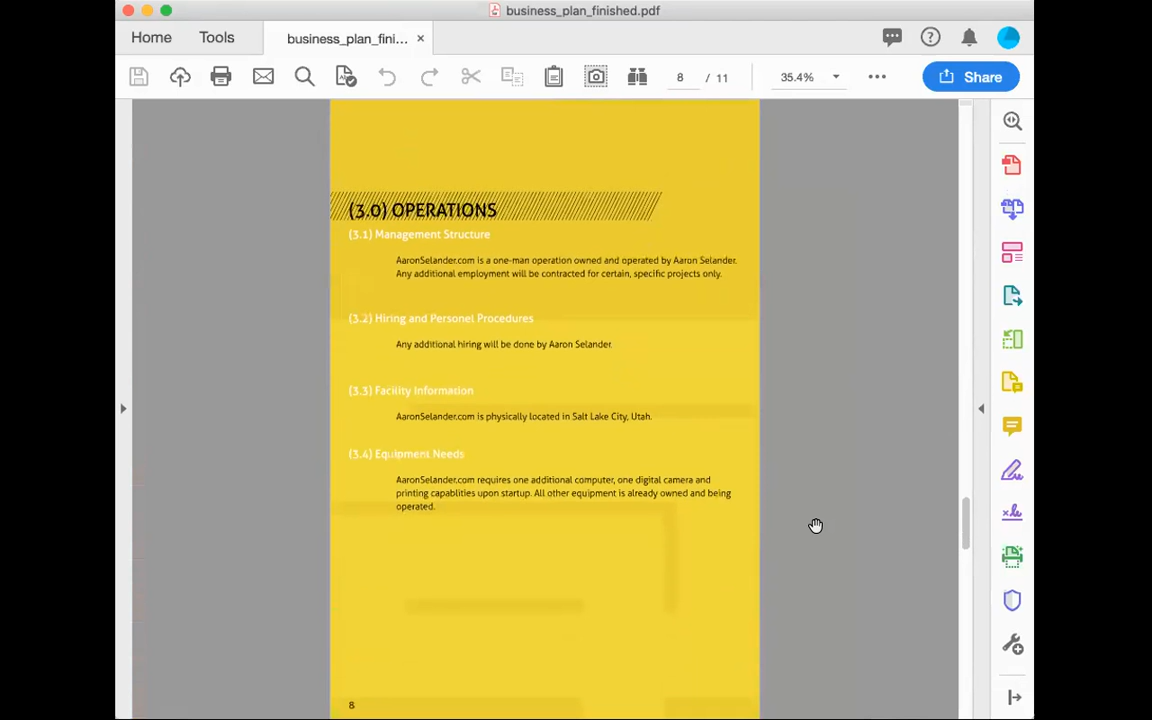 business_plan_finished.pdf
Home
Tools
business_plan_fini...
8 / 11
35.4%
Share
(3.0) OPERATIONS
(3.1) Management Structure
AaronSelander.com is a one-man operation owned and operated by Aaron Selander.
Any additional employment will be contracted for certain, specific projects only.
(3.2) Hiring and Personel Procedures
Any additional hiring will be done by Aaron Selander.
(3.3) Facility Information
AaronSelander.com is physically located in Salt Lake City, Utah.
(3.4) Equipment Needs
AaronSelander.com requires one additional computer, one digital camera and
printing capablities upon startup. All other equipment is already owned and being
operated.
8